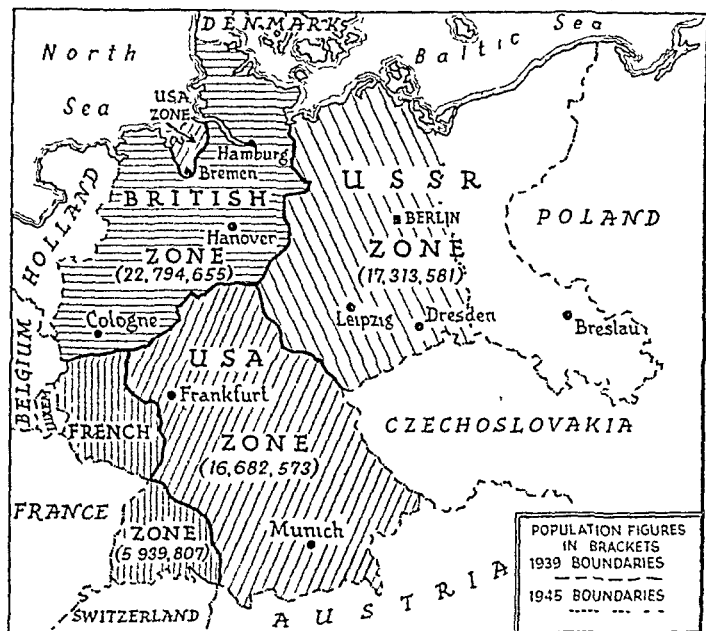 DENMARK
North
Sea
Baltic Sea
USA
ZONE
Hamburg
Bremen
HOLLAND
BRITISH
Hanover
ZONE
(22,794,655)
Cologne
USSR
BERLIN
ZONE
(17,313,581)
Leipzig
Dresden
POLAND
Breslau
BELGIUM
LUXEM
FRENCH
USA
Frankfurt
ZONE
(16,682,573)
CZECHOSLOVAKIA
FRANCE
ZONE
(5 939,807)
Munich
SWITZERLAND
AUSTRIA
POPULATION FIGURES
IN BRACKETS
1939 BOUNDARIES
1945 BOUNDARIES